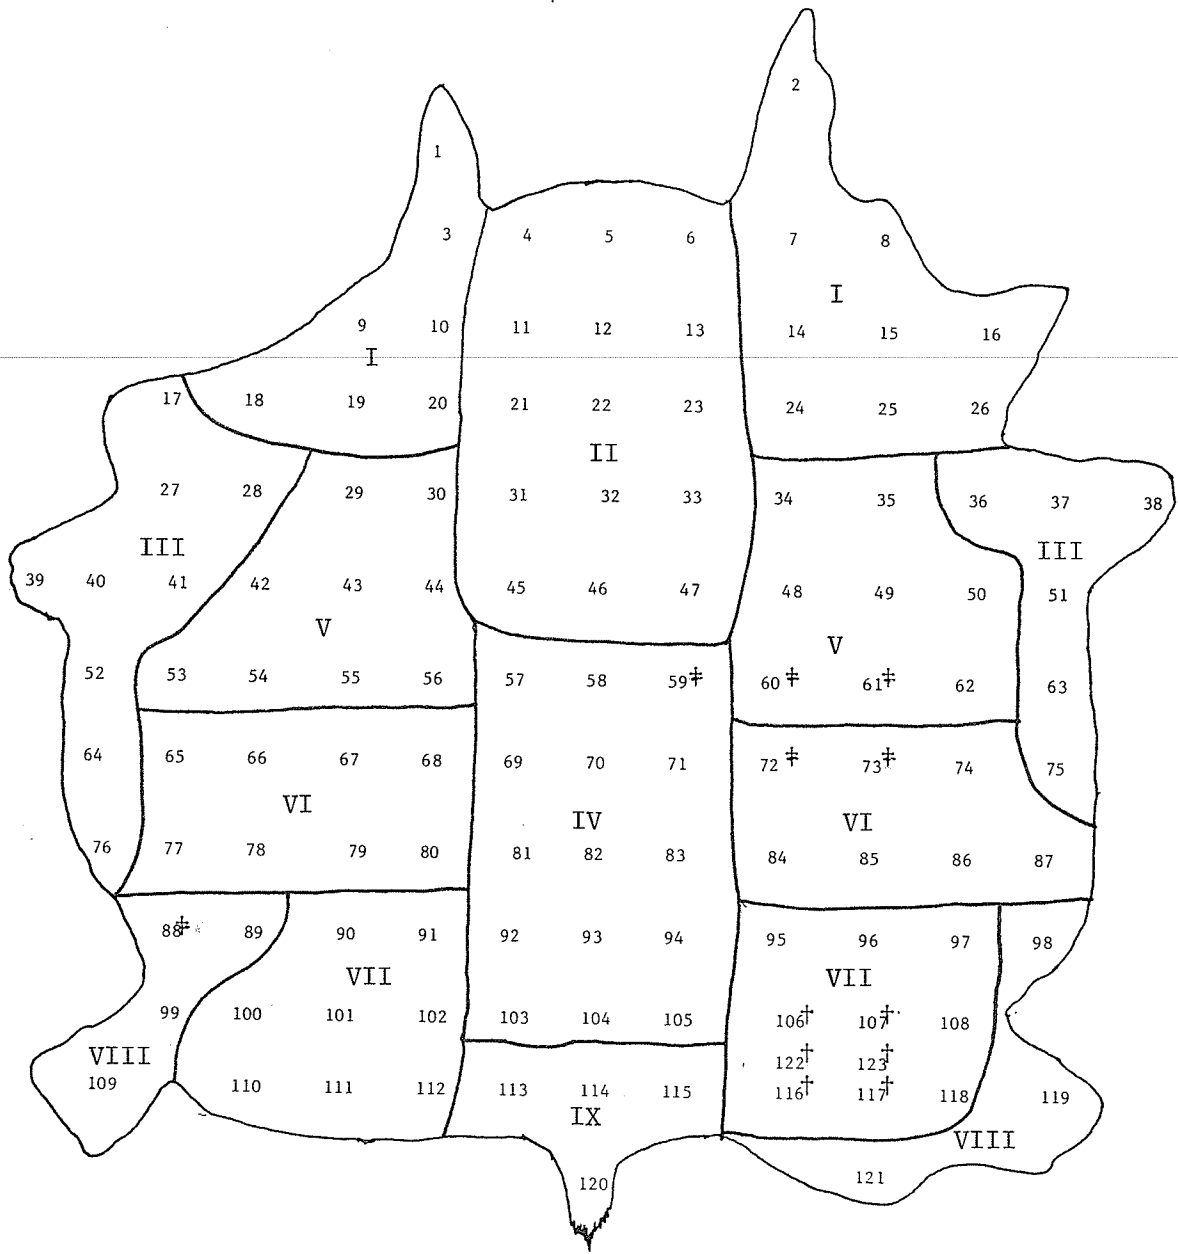 2
1
3 4 5 6 7 8
I
9 10 11 12 13 14 15 16
I
17 18 19 20 21 22 23 24 25 26
II
27 28 29 30 31 32 33 34 35 36 37 38
III III
39 40 41 42 43 44 45 46 47 48 49 50 51
V V
52 53 54 55 56 57 58 59‡ 60‡ 61‡ 62 63
64 65 66 67 68 69 70 71 72‡ 73‡ 74 75
VI IV VI
76 77 78 79 80 81 82 83 84 85 86 87
88‡* 89 90 91 92 93 94 95 96 97 98
VII VII
99 100 101 102 103 104 105 106† 107† 108
VIII 122† 123†
109 110 111 112 113 114 115 116† 117† 118 119
IX VIII
120 121